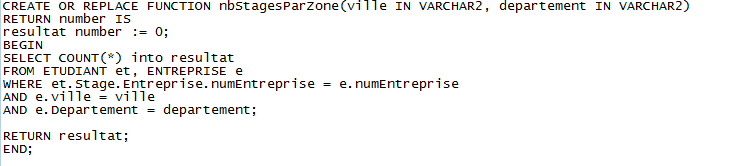 CREATE OR REPLACE FUNCTION nbStagesParZone(ville IN VARCHAR2, departement IN VARCHAR2)
RETURN number IS
resultat number := 0;
BEGIN
SELECT COUNT(*) into resultat
FROM ETUDIANT et, ENTREPRISE e
WHERE et.Stage.Entreprise.numEntreprise = e.numEntreprise
AND e.ville = ville
AND e.Departement = departement;
RETURN resultat;
END;